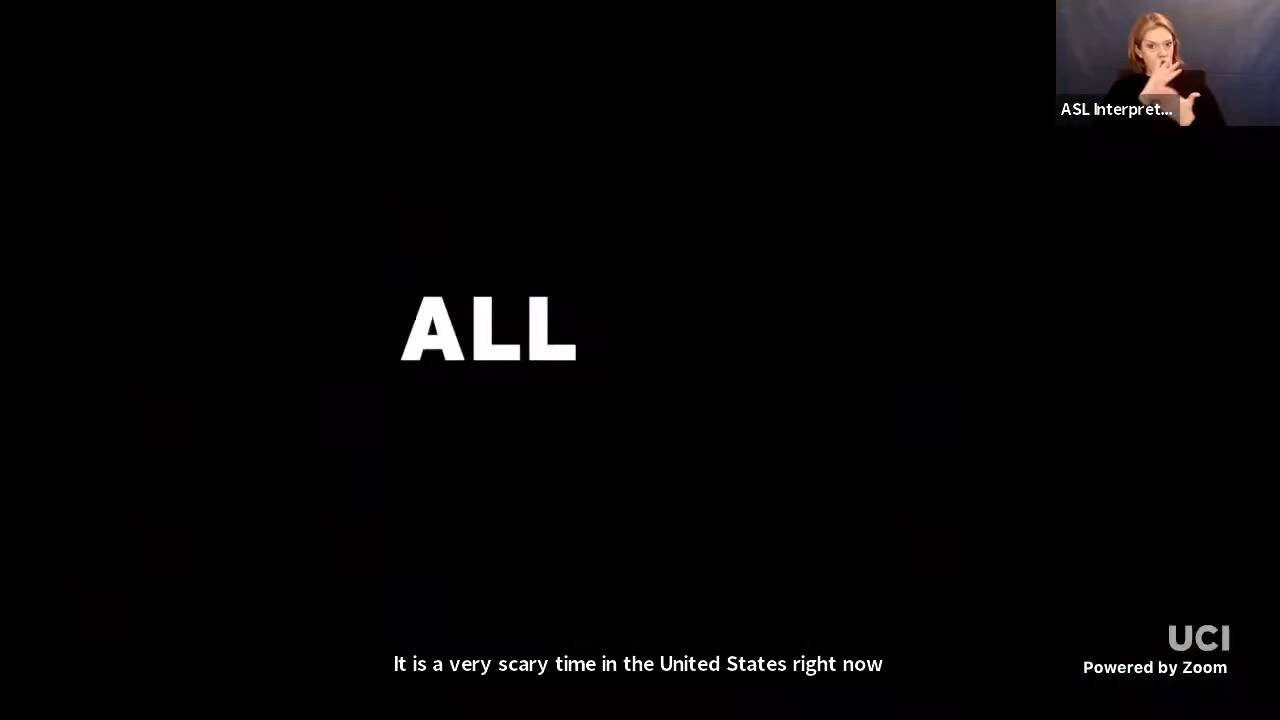 ASL Interpret...
ALL
It is a very scary time in the United States right now
UCI
Powered by Zoom